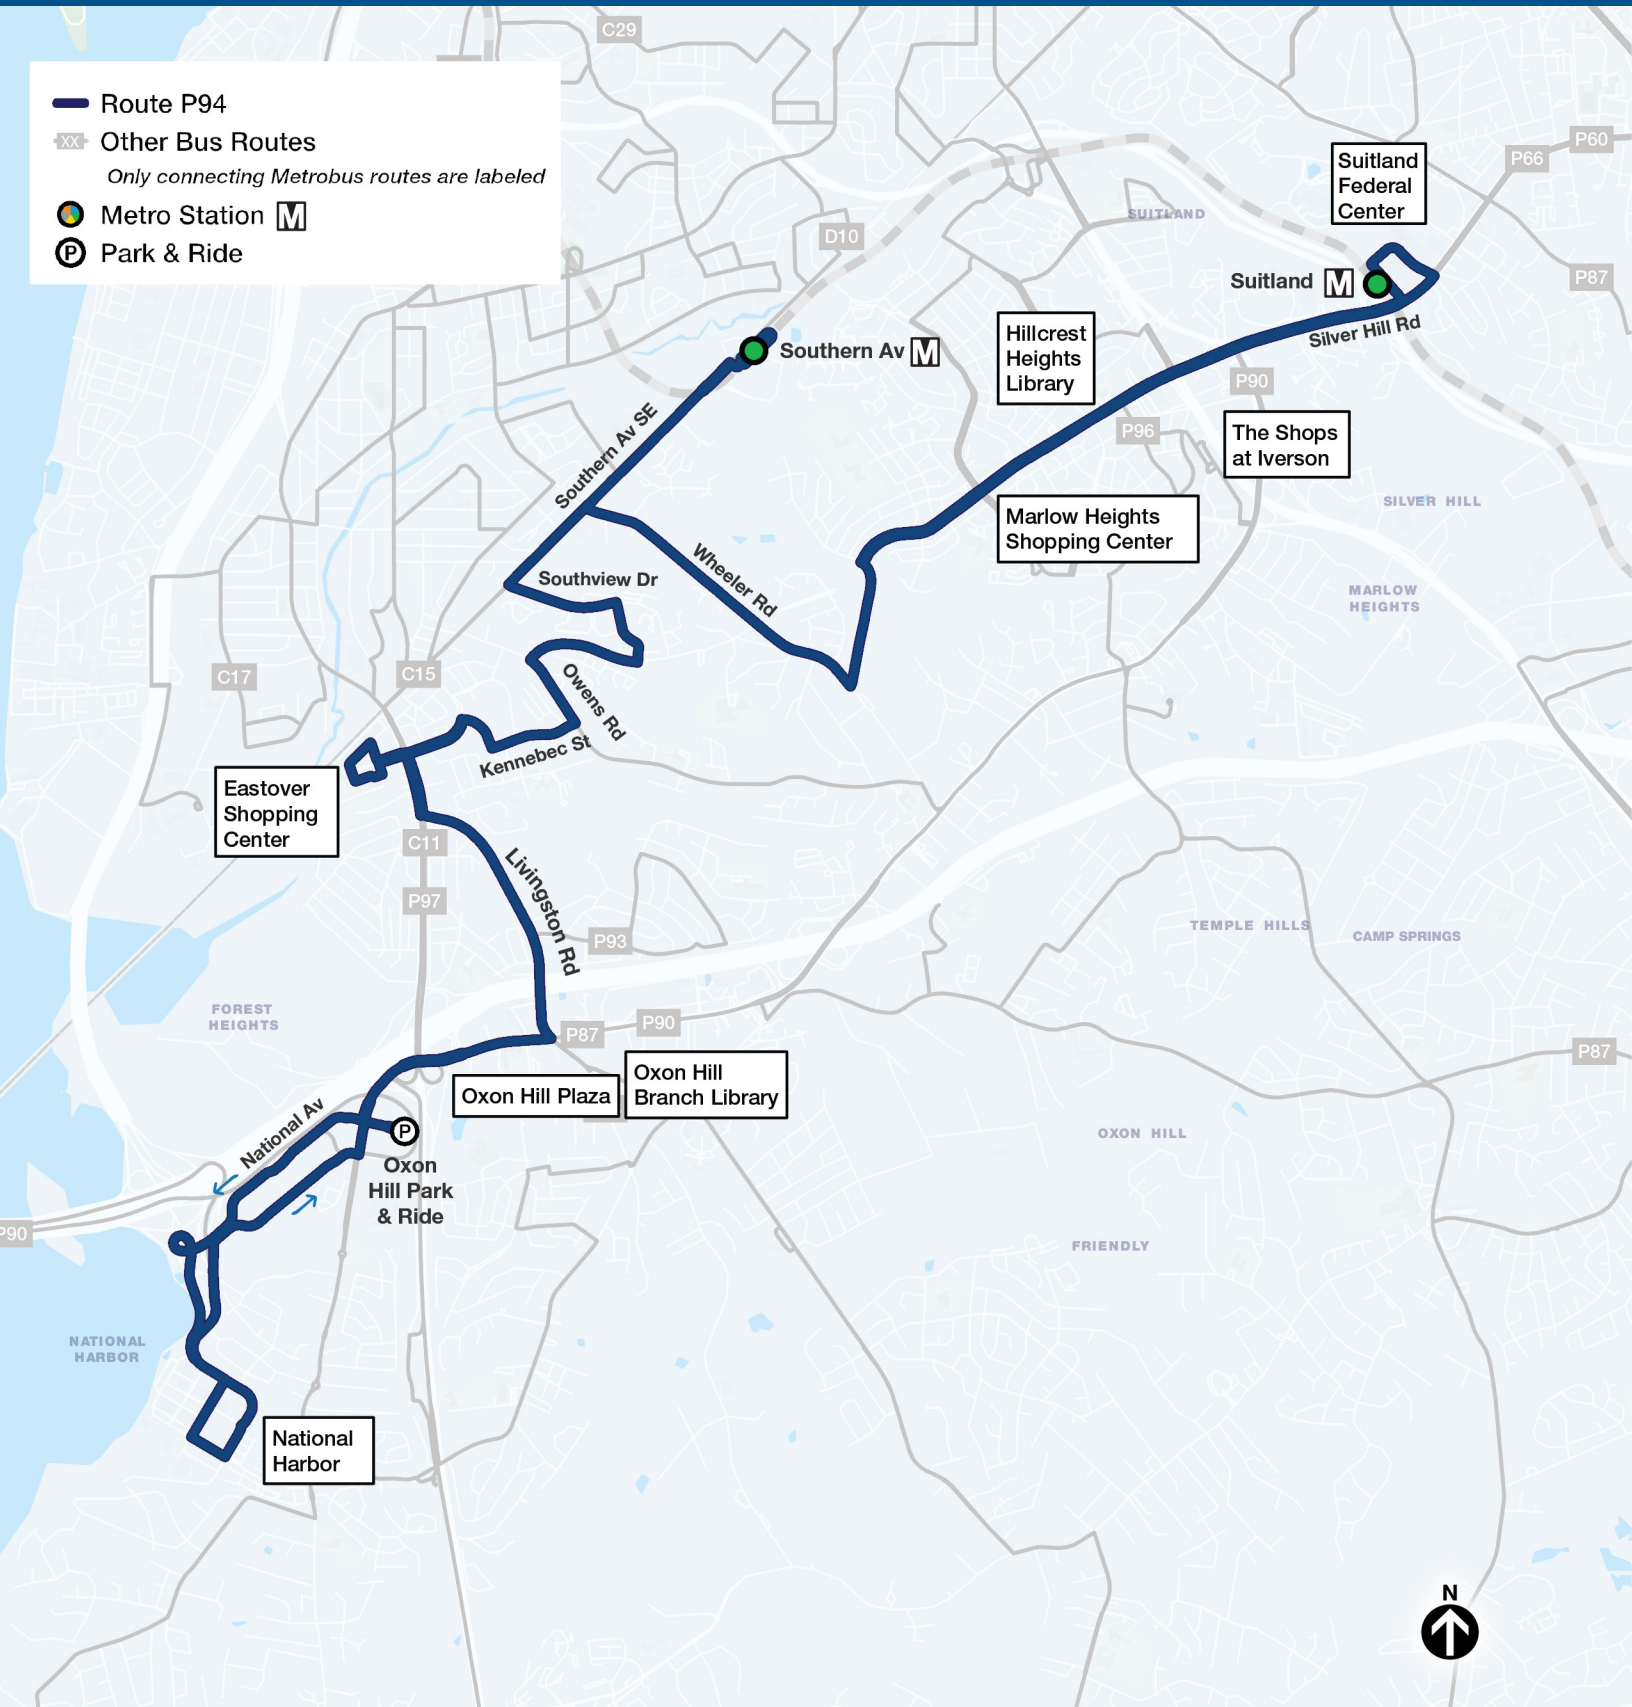 C29
Route P94
XX
Other Bus Routes
Only connecting Metrobus routes are labeled
Metro Station M
P Park & Ride
P60
P66
Suitland
Federal
Center
SUITLAND
D10
P87
Suitland M
Silver Hill Rd
Hillcrest
Heights
Library
Southern Av M
P90
P96
The Shops
at Iverson
Southern Av SE
SILVER HILL
Marlow Heights
Shopping Center
Wheeler Rd
Southview Dr
MARLOW
HEIGHTS
C17
C15
Owens Rd
Kennebec St
Eastover
Shopping
Center
C11
Livingston Rd
P97
P93
TEMPLE HILLS
CAMP SPRINGS
FOREST
HEIGHTS
P87
P90
P87
Oxon Hill Plaza
Oxon Hill
Branch Library
National Av
P
Oxon
Hill Park
& Ride
OXON HILL
P90
FRIENDLY
NATIONAL
HARBOR
National
Harbor
N